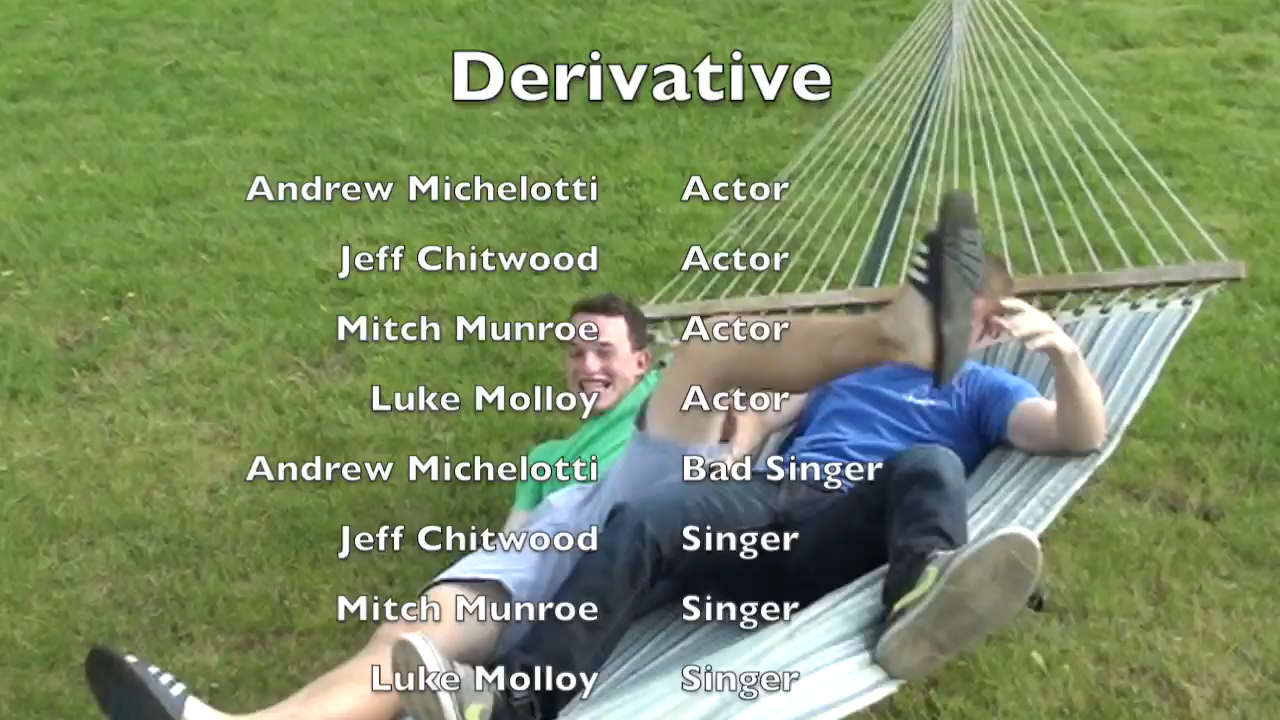 Derivative
Andrew Michelotti Actor
Jeff Chitwood Actor
Mitch Munroe Actor
Luke Molloy Actor
Andrew Michelotti Bad Singer
Jeff Chitwood Singer
Mitch Munroe Singer
Luke Molloy Singer